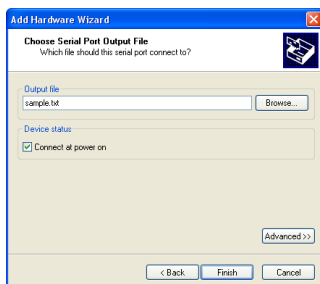 Add Hardware Wizard
Choose Serial Port Output File
Which file should this serial port connect to?
Output file
sample.txt
Browse...
Device status
Connect at power on
Advanced >>
< Back
Finish
Cancel